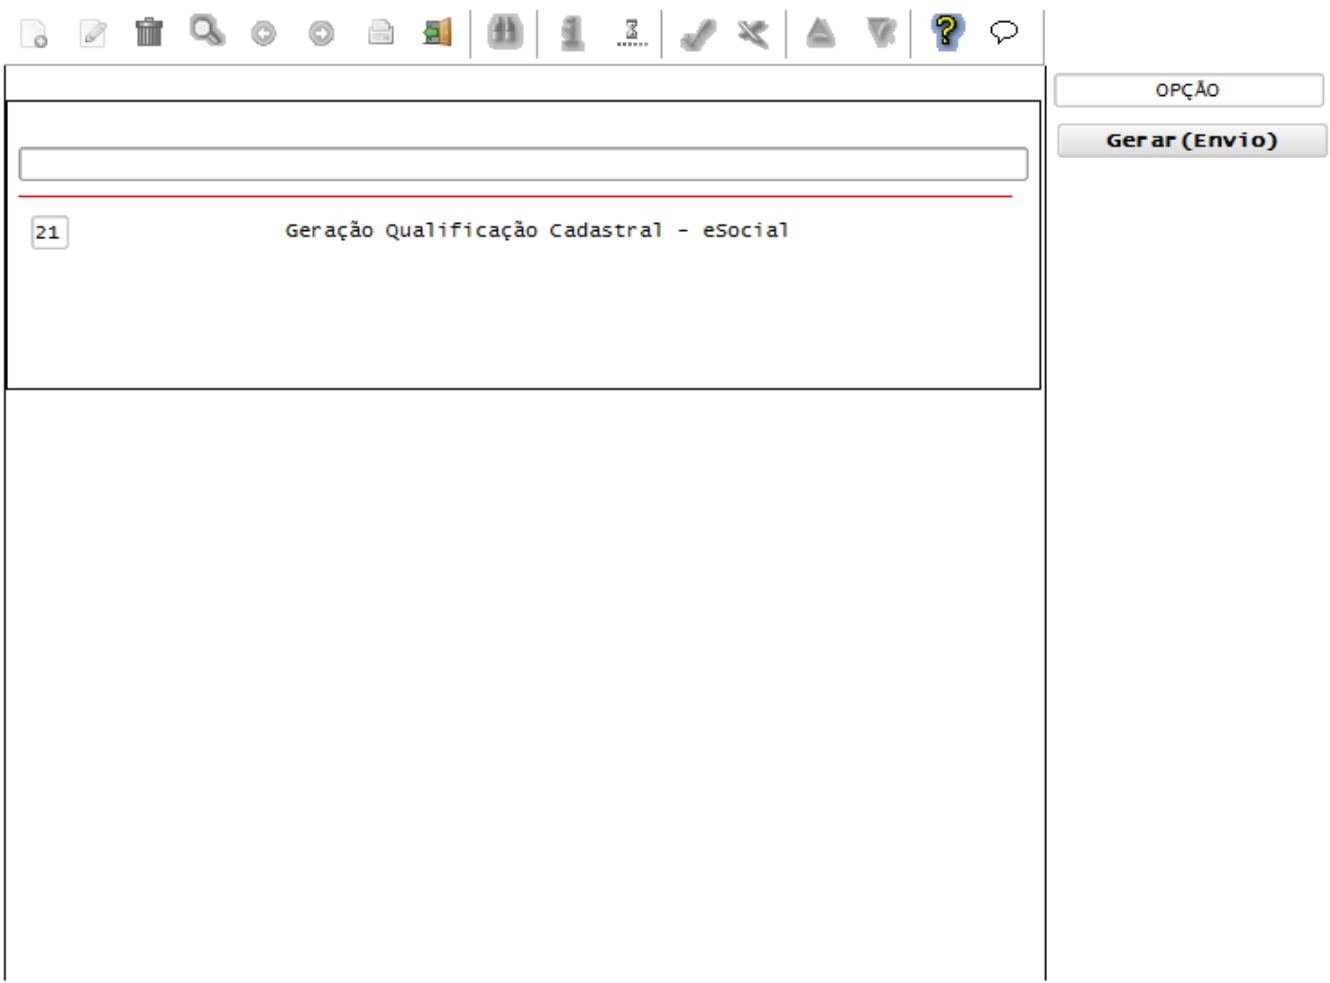 OPÇÃO
Gerar(Envio)
21 Geração Qualificação Cadastral - eSocial